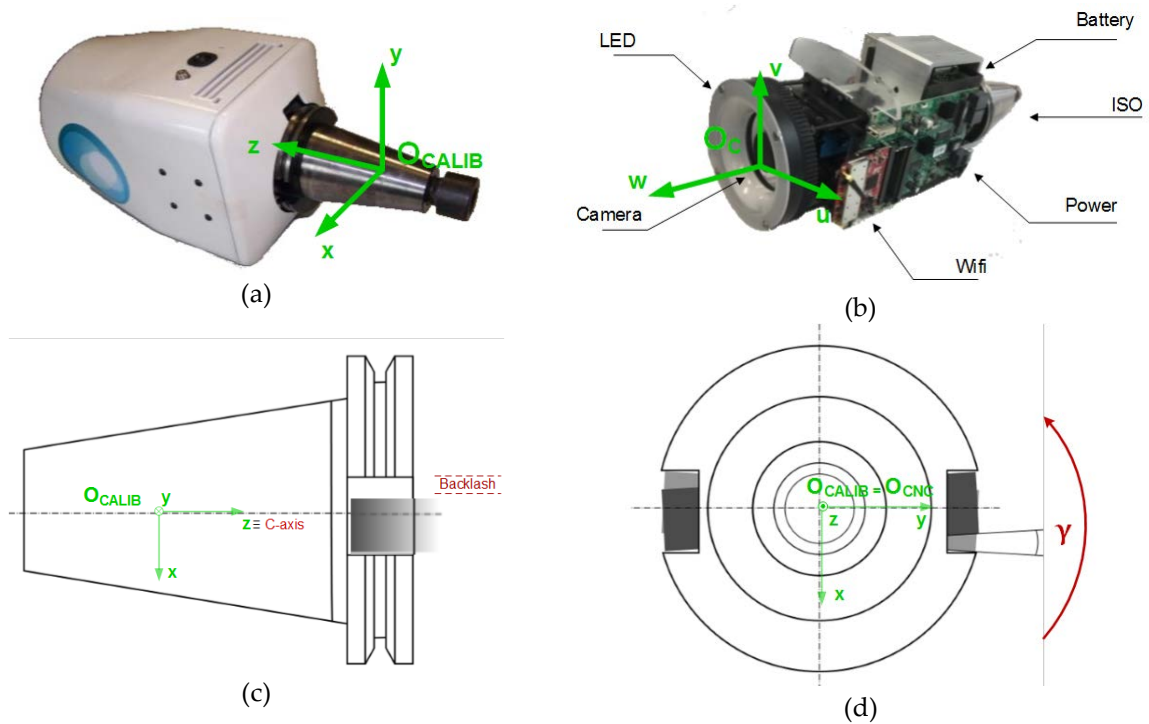 y
z
O_CALIB
x
(a)
LED
Battery
v
ISO
O_C
w
Camera
u
Power
Wifi
(b)
Backlash
O_CALIB y
z ≡ C-axis
x
(c)
O_CALIB = O_CNC
z
y
x
γ
(d)